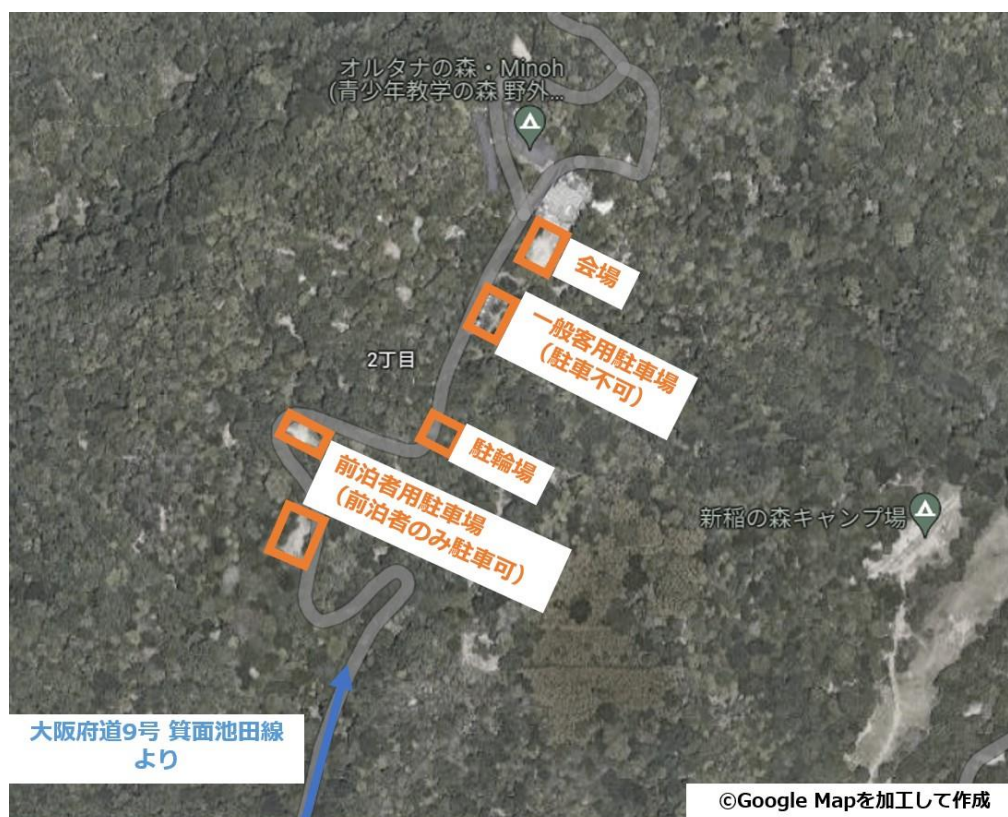 オルタナの森・Minoh
(青少年教学の森 野外...
会場
一般客用駐車場
（駐車不可）
2丁目
駐輪場
前泊者用駐車場
（前泊者のみ駐車可）
新稲の森キャンプ場
大阪府道9号 箕面池田線
より
©Google Mapを加工して作成